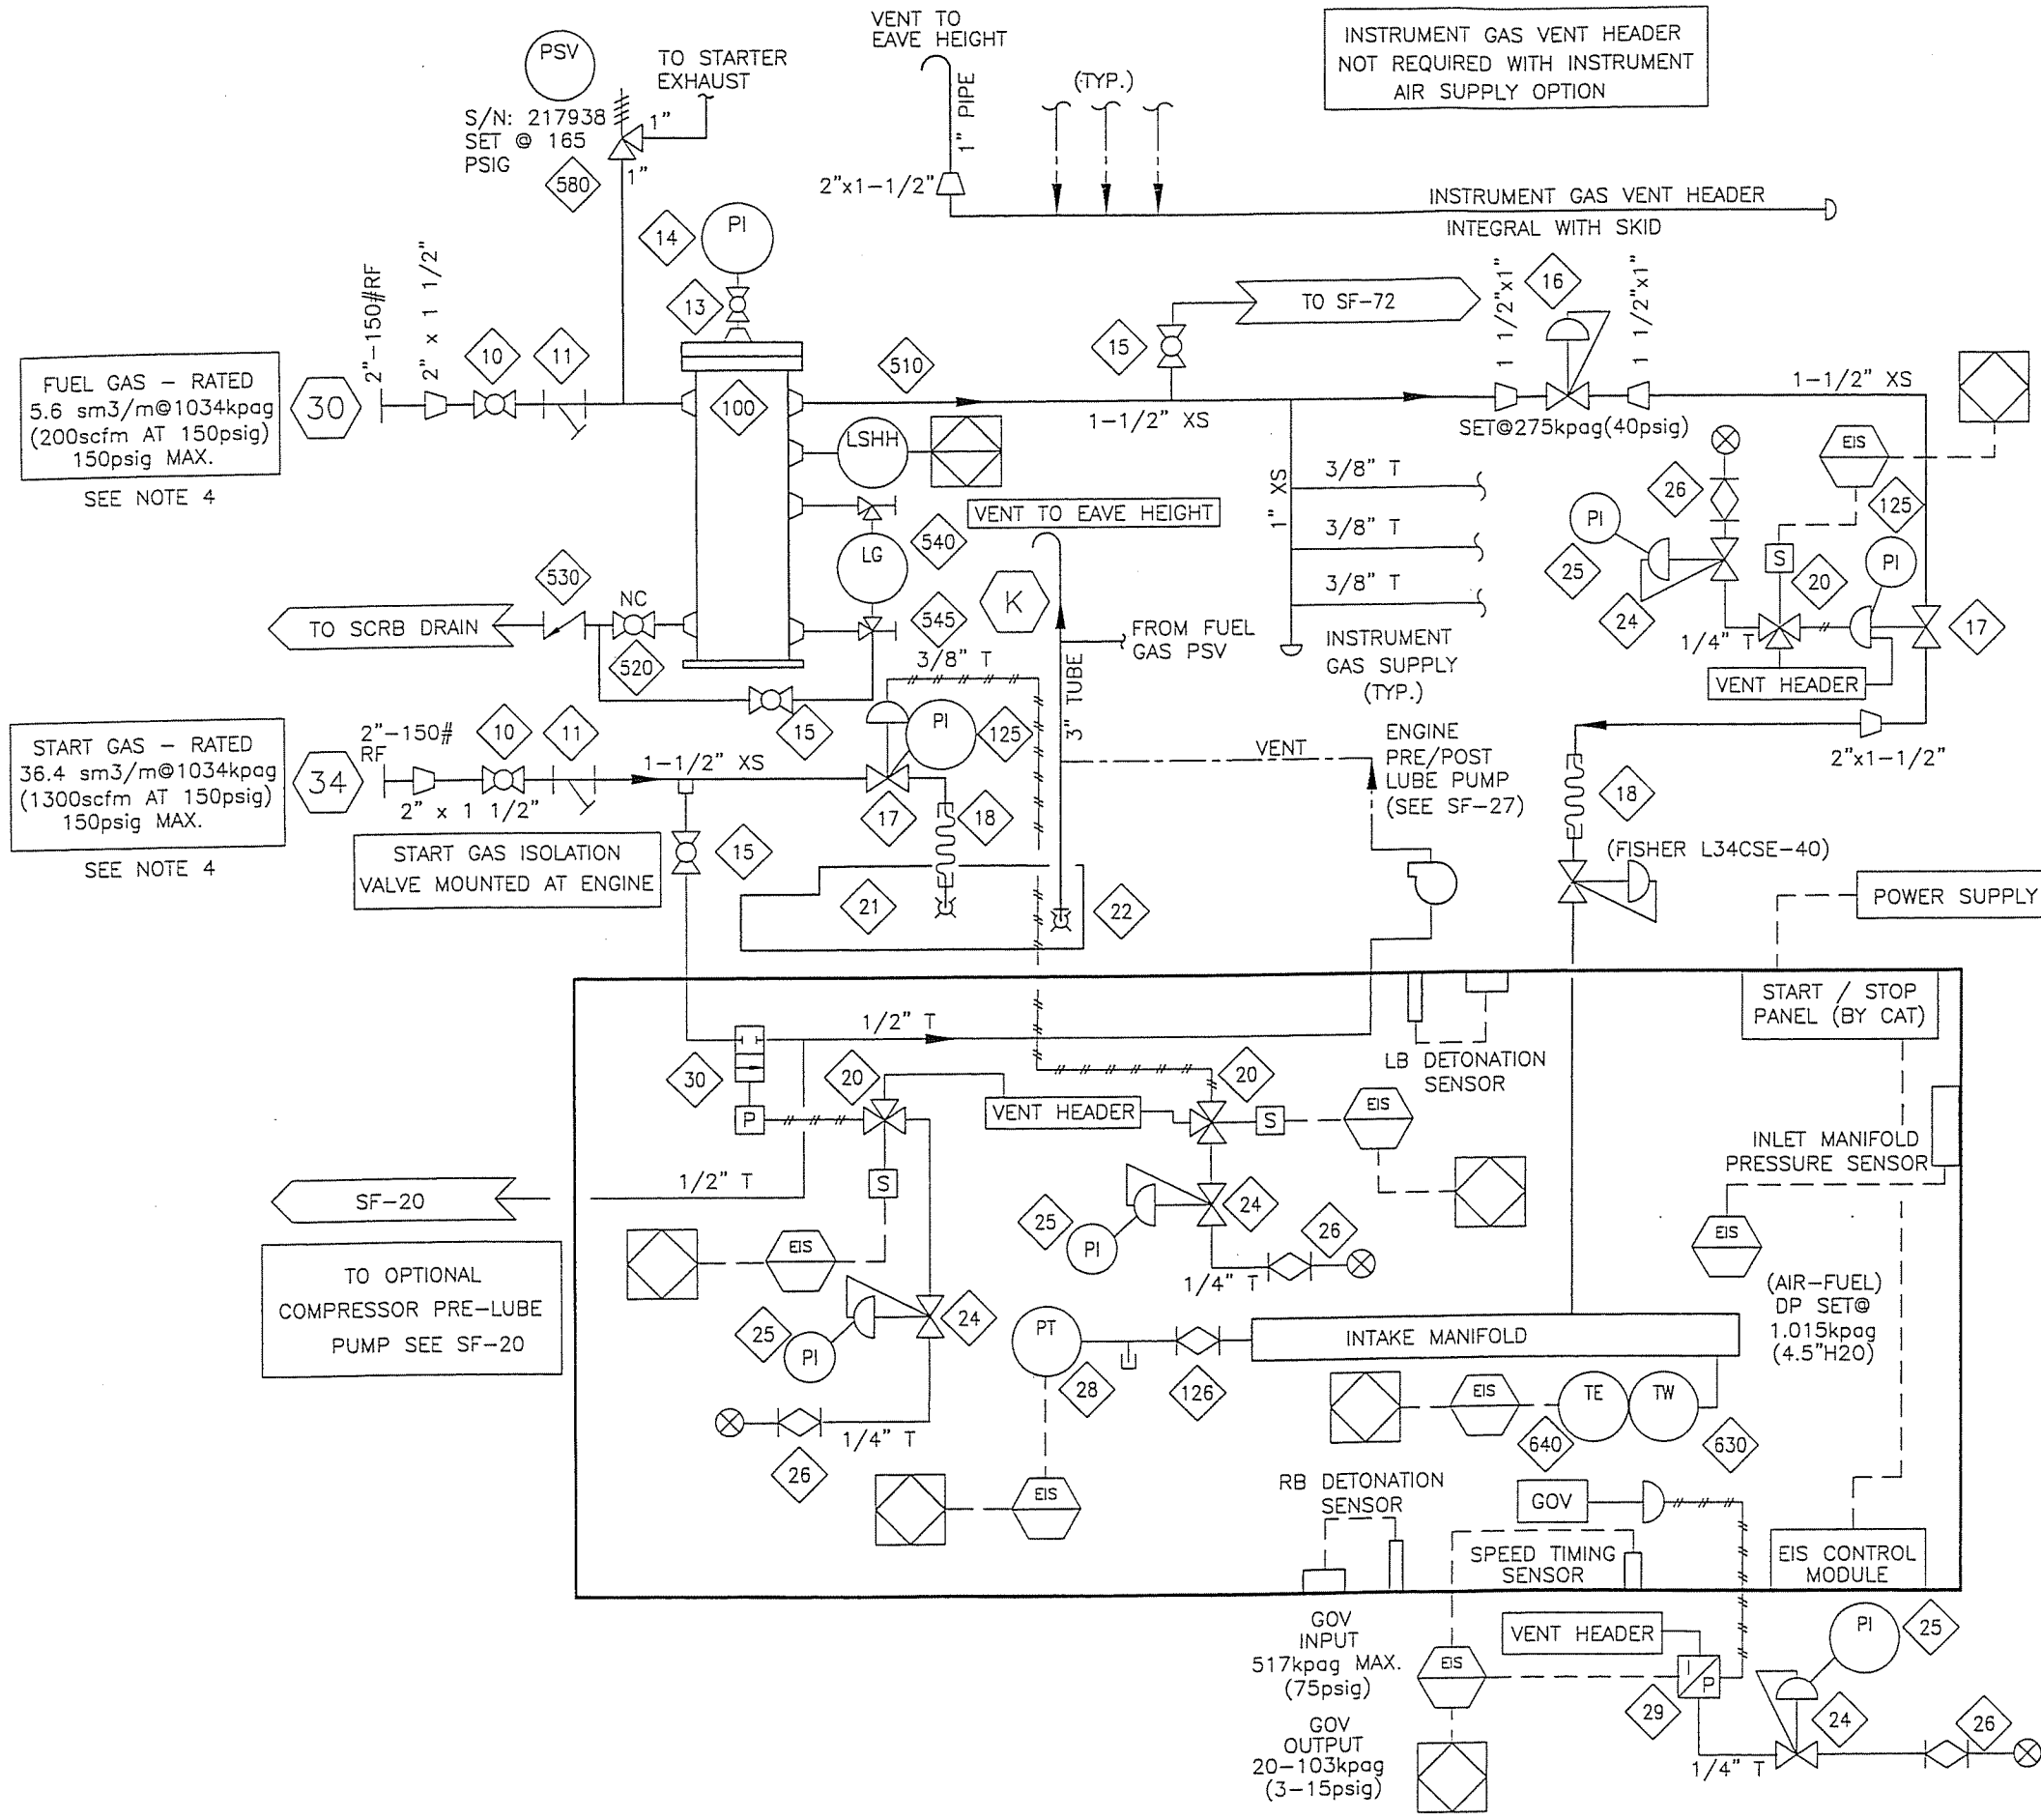 VENT TO
EAVE HEIGHT
INSTRUMENT GAS VENT HEADER
NOT REQUIRED WITH INSTRUMENT
AIR SUPPLY OPTION
PSV
TO STARTER
EXHAUST
(TYP.)
S/N: 217938
SET @ 165
PSIG
1"
1"
580
1" PIPE
2"x1-1/2"
INSTRUMENT GAS VENT HEADER
INTEGRAL WITH SKID
14
PI
13
16
1 1/2"x1"
1 1/2"x1"
TO SF-72
15
2"-150#RF
2" x 1 1/2"
10
11
510
100
FUEL GAS - RATED
5.6 sm3/m@1034kpag
(200scfm AT 150psig)
150psig MAX.
30
SEE NOTE 4
1-1/2" XS
1-1/2" XS
SET@275kpag(40psig)
LSHH
EIS
1" XS
3/8" T
3/8" T
3/8" T
26
125
VENT TO EAVE HEIGHT
540
LG
PI
25
S
20
PI
530
NC
K
545
TO SCRB DRAIN
520
FROM FUEL
GAS PSV
24
1/4" T
17
INSTRUMENT
GAS SUPPLY
(TYP.)
VENT HEADER
3/8" T
3" TUBE
START GAS - RATED
36.4 sm3/m@1034kpag
(1300scfm AT 150psig)
150psig MAX.
34
SEE NOTE 4
2"-150#
RF
10
11
15
PI
125
1-1/2" XS
2" x 1 1/2"
17
18
VENT
ENGINE
PRE/POST
LUBE PUMP
(SEE SF-27)
2"x1-1/2"
18
START GAS ISOLATION
VALVE MOUNTED AT ENGINE
15
21
22
(FISHER L34CSE-40)
POWER SUPPLY
START / STOP
PANEL (BY CAT)
1/2" T
LB DETONATION
SENSOR
30
20
20
P
VENT HEADER
S
EIS
INLET MANIFOLD
PRESSURE SENSOR
1/2" T
S
SF-20
25
PI
24
26
EIS
EIS
1/4" T
TO OPTIONAL
COMPRESSOR PRE-LUBE
PUMP SEE SF-20
25
PI
24
PT
28
126
INTAKE MANIFOLD
(AIR-FUEL)
DP SET@
1.015kpag
(4.5"H20)
EIS
TE
TW
640
630
1/4" T
26
EIS
RB DETONATION
SENSOR
GOV
SPEED TIMING
SENSOR
EIS CONTROL
MODULE
GOV
INPUT
517kpag MAX.
(75psig)
VENT HEADER
PI
25
EIS
I
P
29
24
26
GOV
OUTPUT
20-103kpag
(3-15psig)
1/4" T